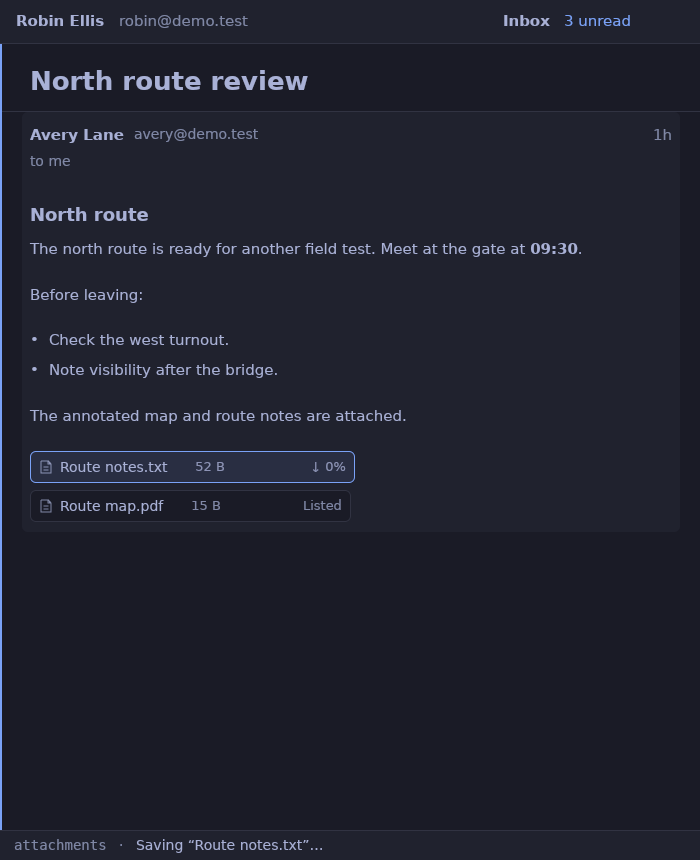 Robin Ellis robin@demo.test Inbox 3 unread
North route review
Avery Lane avery@demo.test 1h
to me
North route
The north route is ready for another field test. Meet at the gate at 09:30.
Before leaving:
• Check the west turnout.
• Note visibility after the bridge.
The annotated map and route notes are attached.
Route notes.txt 52 B ↓ 0%
Route map.pdf 15 B Listed
attachments · Saving “Route notes.txt”…